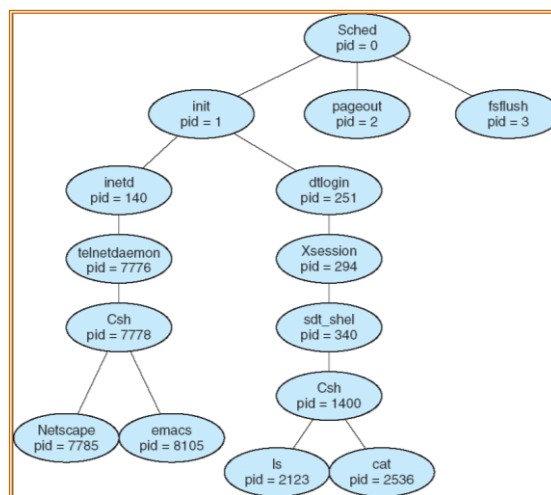 Sched
pid = 0
init
pid = 1
pageout
pid = 2
fsflush
pid = 3
inetd
pid = 140
dtlogin
pid = 251
telnetdaemon
pid = 7776
Xsession
pid = 294
Csh
pid = 7778
sdt_shel
pid = 340
Csh
pid = 1400
Netscape
pid = 7785
emacs
pid = 8105
ls
pid = 2123
cat
pid = 2536